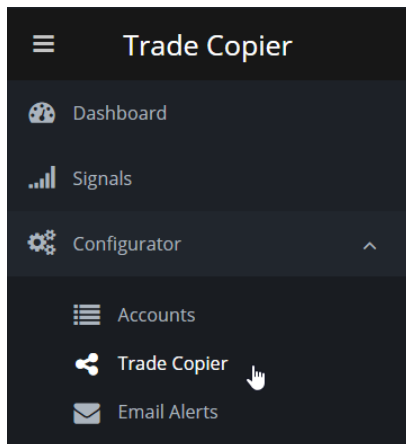 Trade Copier
Dashboard
Signals
Configurator
Accounts
Trade Copier
Email Alerts